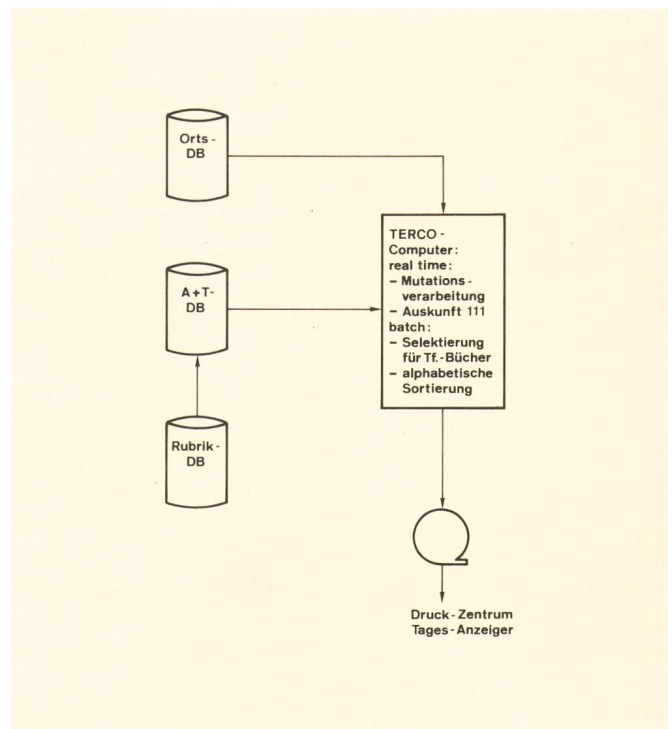 Orts-
DB
A+T-
DB
Rubrik-
DB
TERCO-
Computer:
real time:
– Mutations-
verarbeitung
– Auskunft 111
batch:
– Selektierung
für Tf.-Bücher
– alphabetische
Sortierung
Druck-Zentrum
Tages-Anzeiger